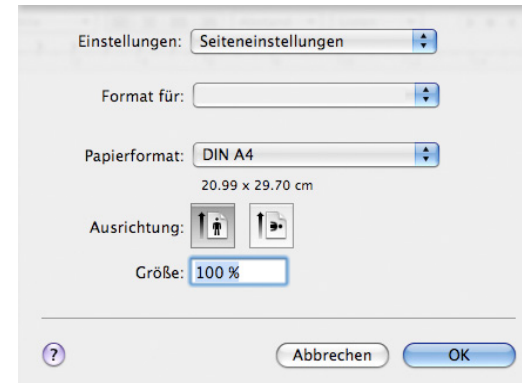 Einstellungen: Seiteneinstellungen
Format für:
Papierformat: DIN A4
20.99 x 29.70 cm
Ausrichtung:
Größe: 100 %
? Abbrechen OK